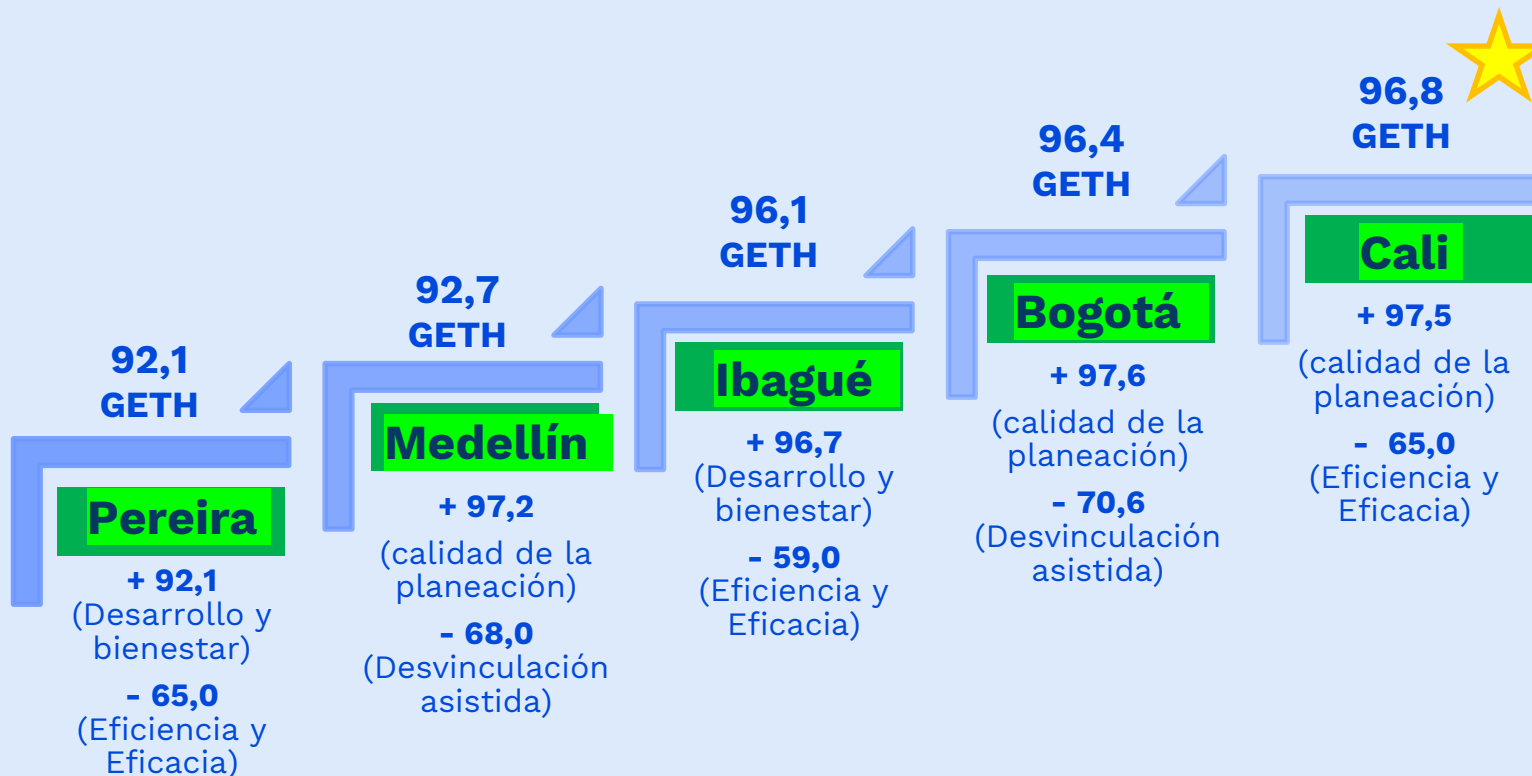 92,1
GETH
Pereira
+ 92,1
(Desarrollo y
bienestar)
- 65,0
(Eficiencia y
Eficacia)
92,7
GETH
Medellín
+ 97,2
(calidad de la
planeación)
- 68,0
(Desvinculación
asistida)
96,1
GETH
Ibagué
+ 96,7
(Desarrollo y
bienestar)
- 59,0
(Eficiencia y
Eficacia)
96,4
GETH
Bogotá
+ 97,6
(calidad de la
planeación)
- 70,6
(Desvinculación
asistida)
96,8
GETH
Cali
+ 97,5
(calidad de la
planeación)
- 65,0
(Eficiencia y
Eficacia)